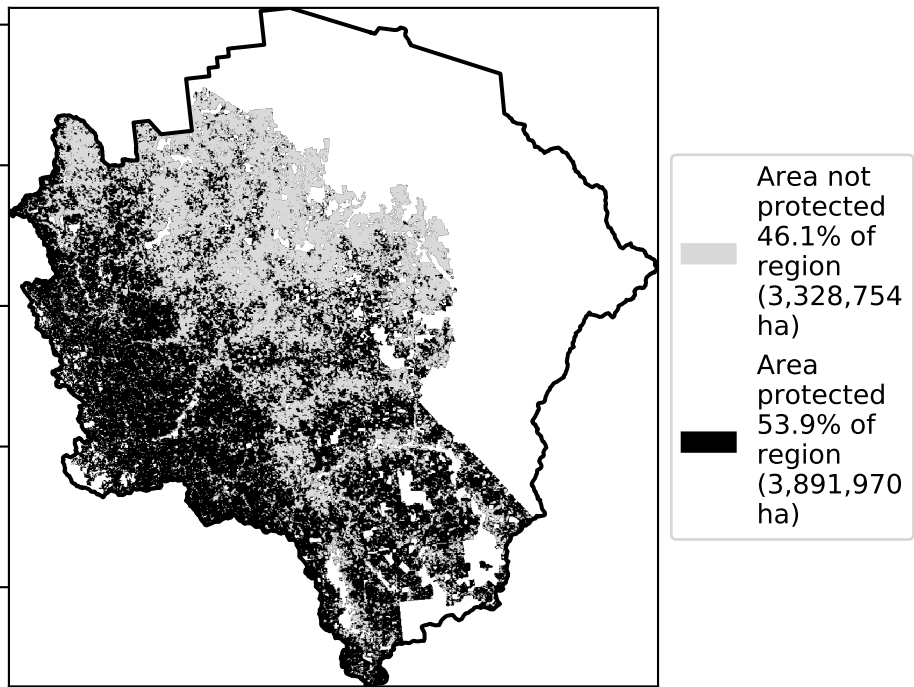 Area not
protected
46.1% of
region
(3,328,754
ha)
Area
protected
53.9% of
region
(3,891,970
ha)